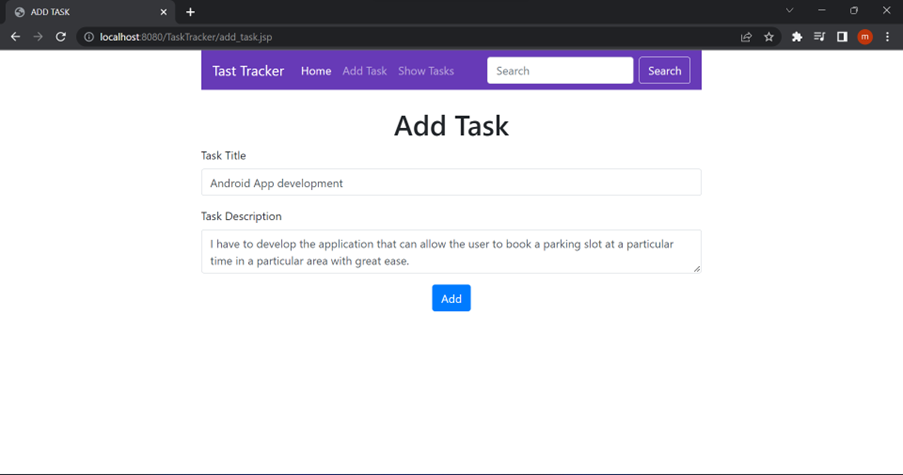 ADD TASK
localhost:8080/TaskTracker/add_task.jsp
m
Tast Tracker Home Add Task Show Tasks Search Search
Add Task
Task Title
Android App development
Task Description
I have to develop the application that can allow the user to book a parking slot at a particular
time in a particular area with great ease.
Add